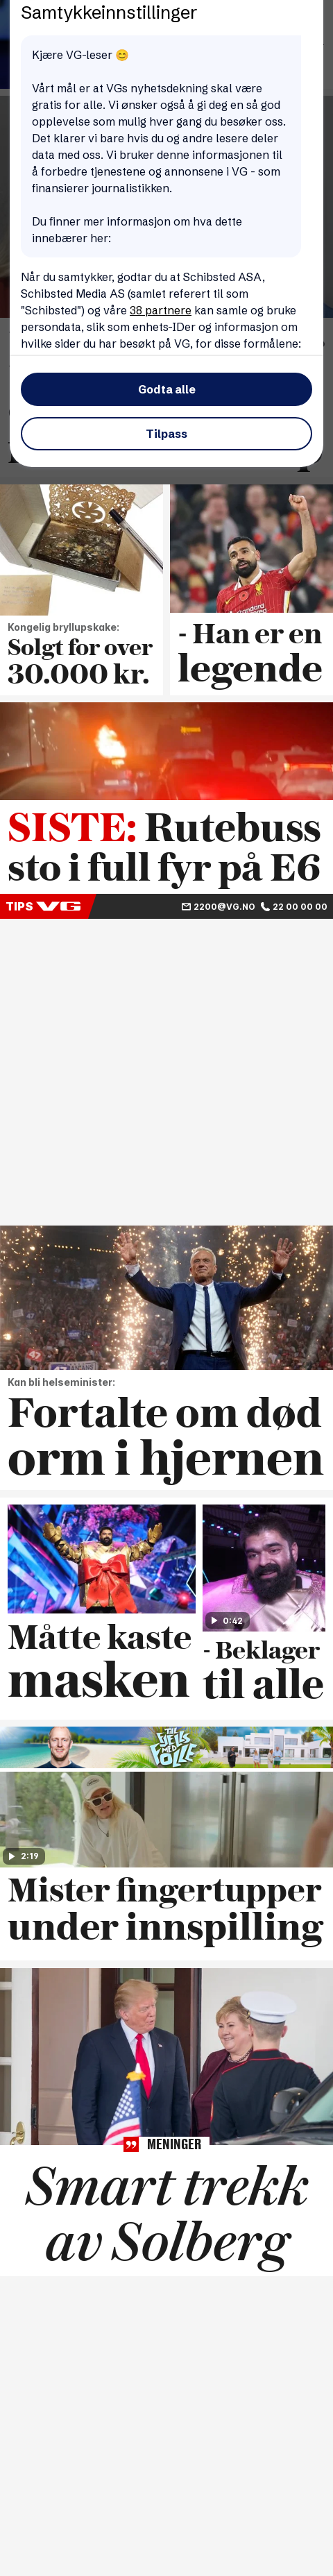 Samtykkeinnstillinger
Kjære VG-leser 😊
Vårt mål er at VGs nyhetsdekning skal være
gratis for alle. Vi ønsker også å gi deg en så god
opplevelse som mulig hver gang du besøker oss.
Det klarer vi bare hvis du og andre lesere deler
data med oss. Vi bruker denne informasjonen til
å forbedre tjenestene og annonsene i VG - som
finansierer journalistikken.
Du finner mer informasjon om hva dette
innebærer her:
Når du samtykker, godtar du at Schibsted ASA,
Schibsted Media AS (samlet referert til som
"Schibsted") og våre 38 partnere kan samle og bruke
persondata, slik som enhets-IDer og informasjon om
hvilke sider du har besøkt på VG, for disse formålene:
Godta alle
Tilpass
Kongelig bryllupskake:
Solgt for over
30.000 kr.
- Han er en
legende
SISTE: Rutebuss
sto i full fyr på E6
TIPS VG
2200@VG.NO
22 00 00 00
Kan bli helseminister:
Fortalte om død
orm i hjernen
Måtte kaste
masken
0:42
- Beklager
til alle
TIL
FJELLS MED
FOLLE
2:19
Mister fingertupper
under innspilling
MENINGER
Smart trekk
av Solberg